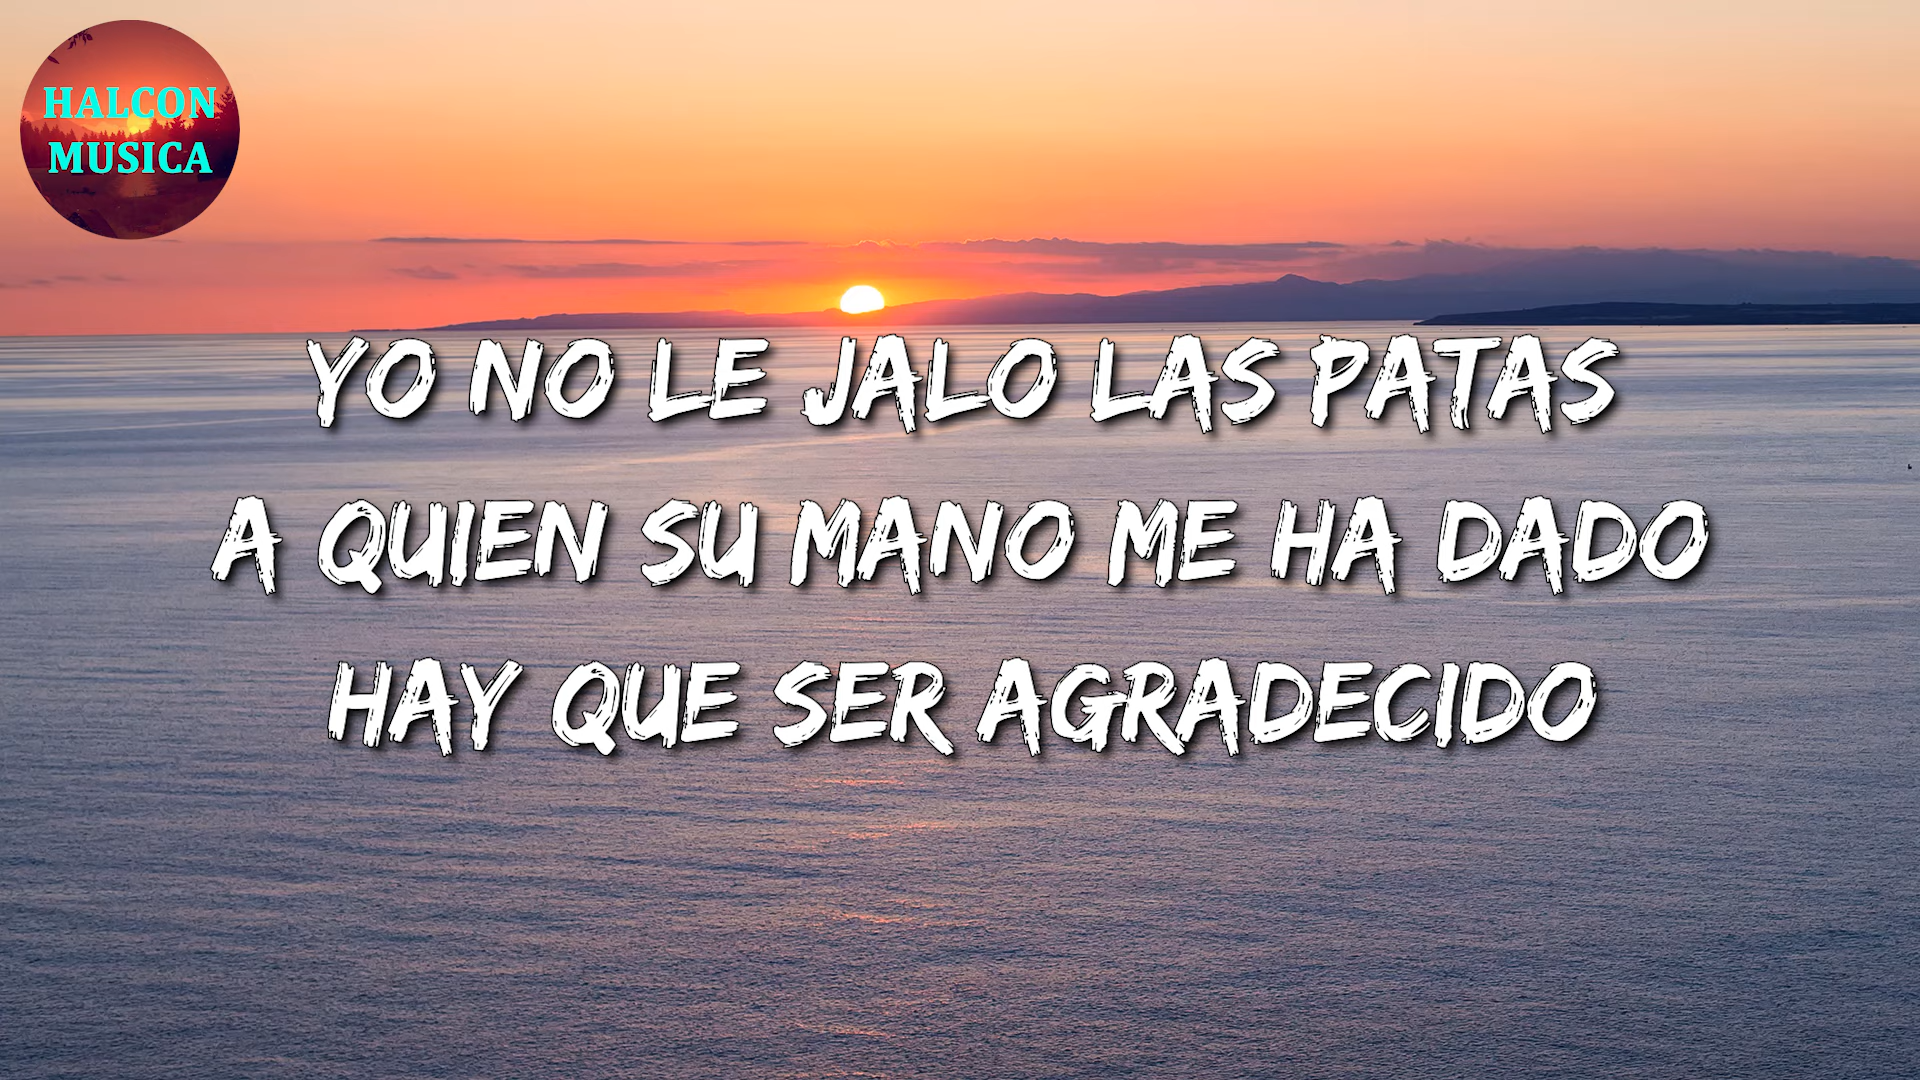 HALCON
MUSICA
YO NO LE JALO LAS PATAS
A QUIEN SU MANO ME HA DADO
HAY QUE SER AGRADECIDO